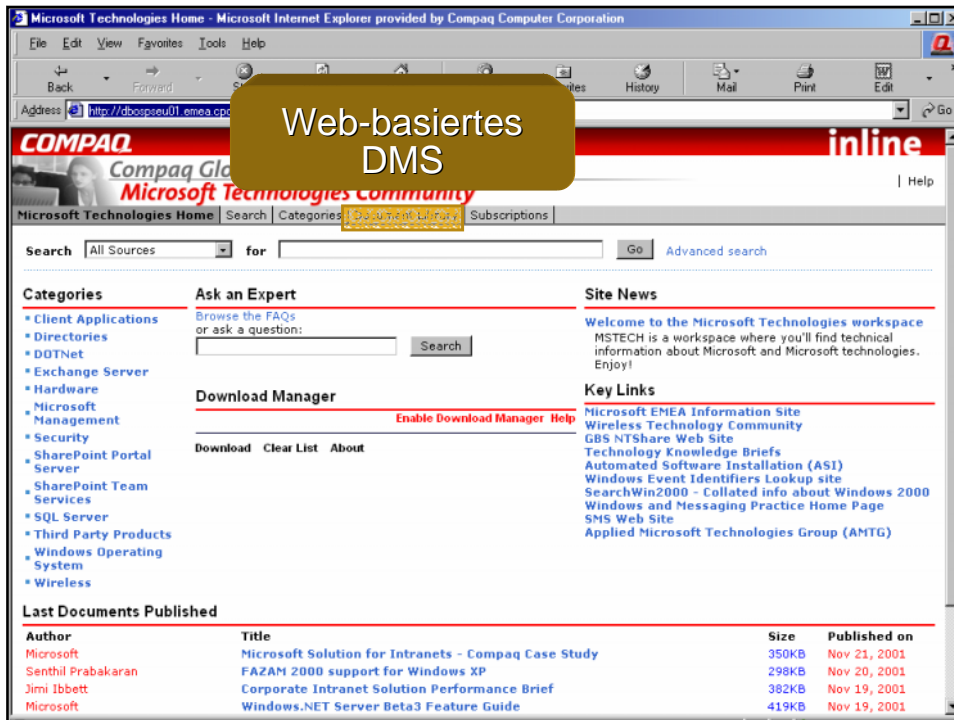 Microsoft Technologies Home - Microsoft Internet Explorer provided by Compaq Computer Corporation
File Edit View Favorites Tools Help
Back Forward History Mail Print Edit
Address http://dbospseu01.emea.cpq Go
Web-basiertes
DMS
COMPAQ inline
Compaq
Microsoft Technologies Community
Help
Microsoft Technologies Home Search Categories Document Library Subscriptions
Search All Sources for Go Advanced search
Categories
Client Applications
Directories
DOTNet
Exchange Server
Hardware
Microsoft
Management
Security
SharePoint Portal
Server
SharePoint Team
Services
SQL Server
Third Party Products
Windows Operating
System
Wireless
Ask an Expert
Browse the FAQs
or ask a question:
Search
Download Manager
Enable Download Manager Help
Download Clear List About
Site News
Welcome to the Microsoft Technologies workspace
MSTECH is a workspace where you'll find technical
information about Microsoft and Microsoft technologies.
Enjoy!
Key Links
Microsoft EMEA Information Site
Wireless Technology Community
GBS NTShare Web Site
Technology Knowledge Briefs
Automated Software Installation (ASI)
Windows Event Identifiers Lookup site
SearchWin2000 - Collated info about Windows 2000
Windows and Messaging Practice Home Page
SMS Web Site
Applied Microsoft Technologies Group (AMTG)
Last Documents Published
Author Title Size Published on
Microsoft Microsoft Solution for Intranets - Compaq Case Study 350KB Nov 21, 2001
Senthil Prabakaran FAZAM 2000 support for Windows XP 298KB Nov 20, 2001
Jimi Ibbett Corporate Intranet Solution Performance Brief 382KB Nov 19, 2001
Microsoft Windows.NET Server Beta3 Feature Guide 419KB Nov 19, 2001